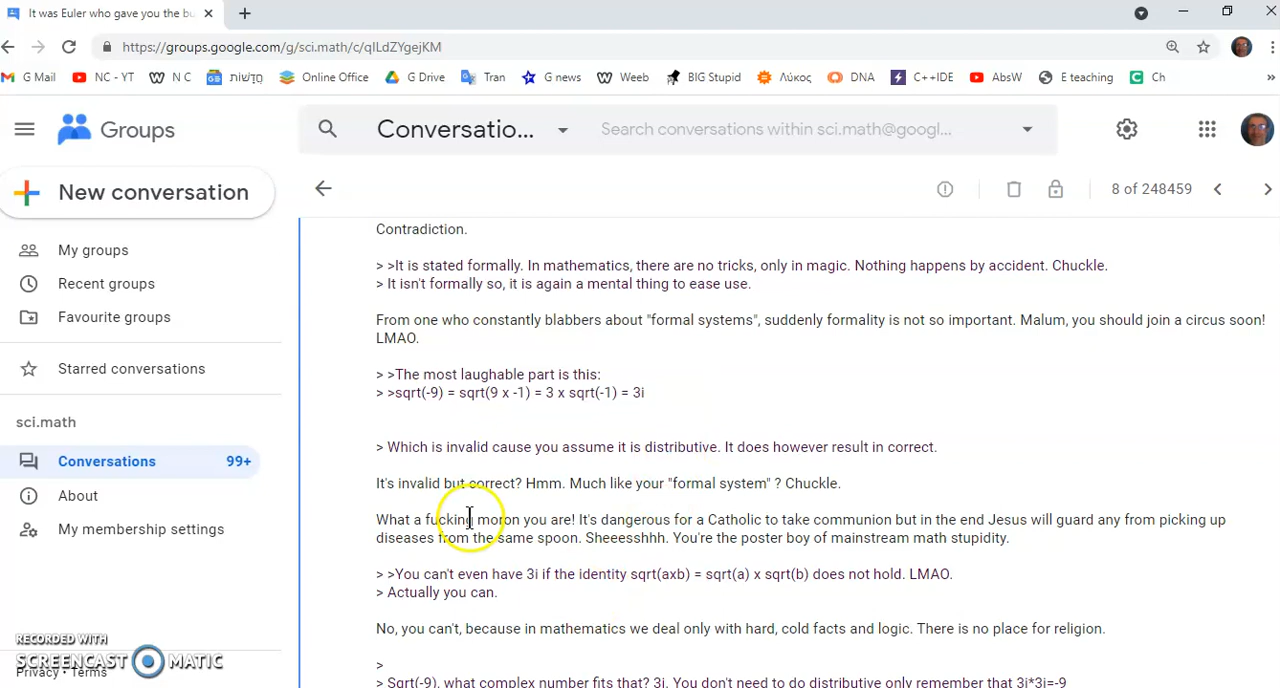 It was Euler who gave you the bu
https://groups.google.com/g/sci.math/c/qlLdZYgejKM
G Mail NC - YT N C חֲדָשׁוֹת Online Office G Drive Tran G news Weeb BIG Stupid Λύκος DNA C++IDE AbsW E teaching Ch »
Groups Conversatio... Search conversations within sci.math@googl...
New conversation 8 of 248459
Contradiction.
My groups
> >It is stated formally. In mathematics, there are no tricks, only in magic. Nothing happens by accident. Chuckle.
> It isn't formally so, it is again a mental thing to ease use.
Recent groups
Favourite groups
From one who constantly blabbers about "formal systems", suddenly formality is not so important. Malum, you should join a circus soon!
LMAO.
Starred conversations
> >The most laughable part is this:
> >sqrt(-9) = sqrt(9 x -1) = 3 x sqrt(-1) = 3i
sci.math
> Which is invalid cause you assume it is distributive. It does however result in correct.
Conversations 99+
It's invalid but correct? Hmm. Much like your "formal system" ? Chuckle.
About
What a fucking moron you are! It's dangerous for a Catholic to take communion but in the end Jesus will guard any from picking up
diseases from the same spoon. Sheeesshhh. You're the poster boy of mainstream math stupidity.
My membership settings
> >You can't even have 3i if the identity sqrt(axb) = sqrt(a) x sqrt(b) does not hold. LMAO.
> Actually you can.
No, you can't, because in mathematics we deal only with hard, cold facts and logic. There is no place for religion.
RECORDED WITH
SCREENCAST MATIC
>
Privacy • Terms
> Sqrt(-9), what complex number fits that? 3i. You don't need to do distributive only remember that 3i*3i=-9